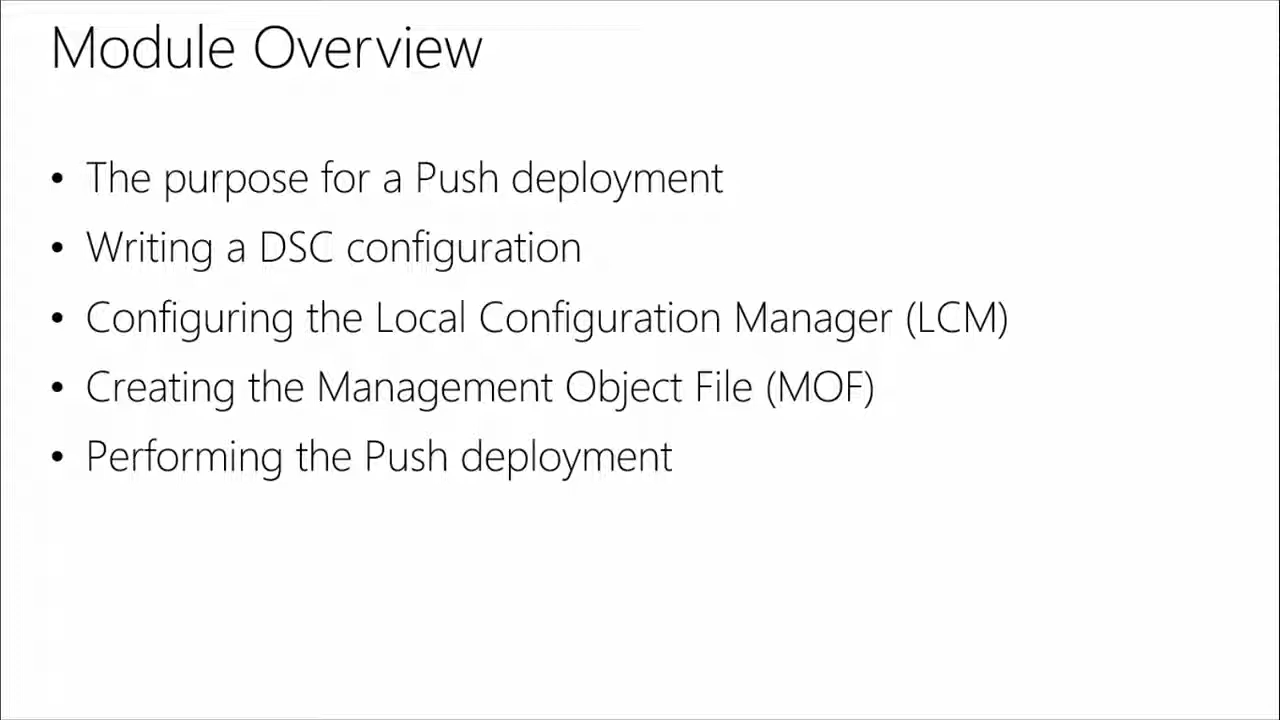 Module Overview
• The purpose for a Push deployment
• Writing a DSC configuration
• Configuring the Local Configuration Manager (LCM)
• Creating the Management Object File (MOF)
• Performing the Push deployment